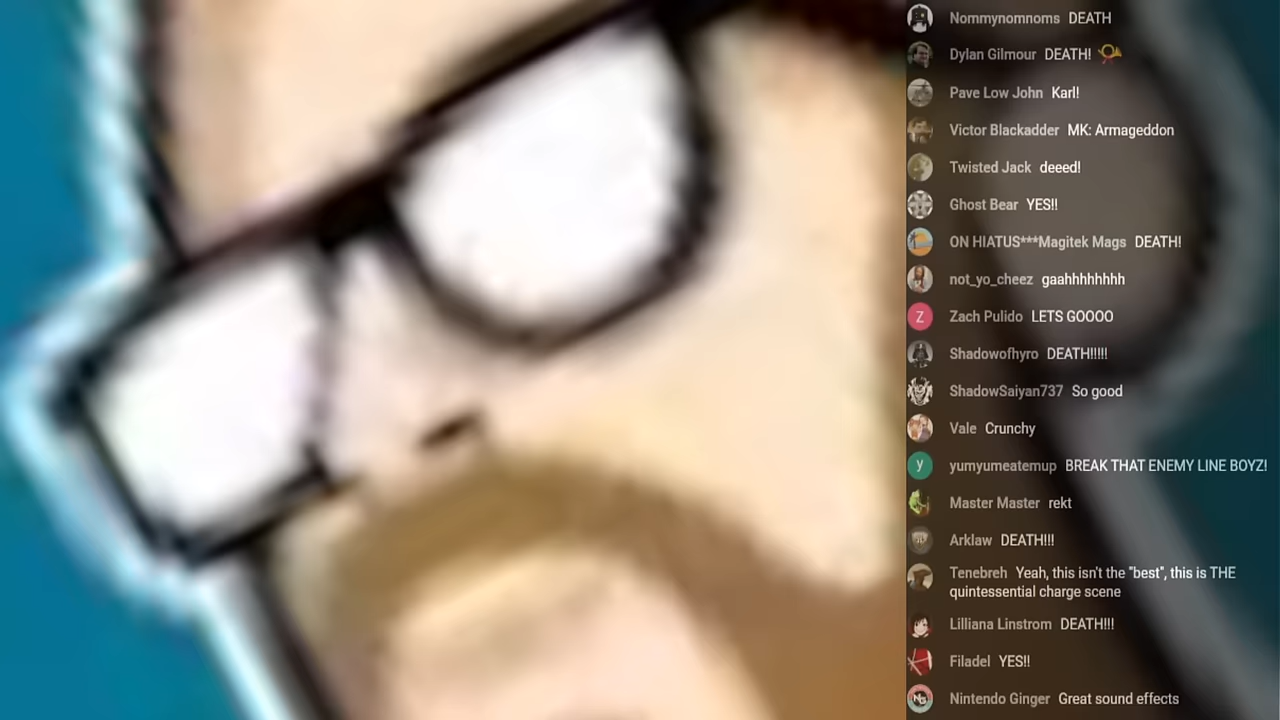 Nommynomnoms DEATH
Dylan Gilmour DEATH!
Pave Low John Karl!
Victor Blackadder MK: Armageddon
Twisted Jack deeed!
Ghost Bear YES!!
ON HIATUS***Magitek Mags DEATH!
not_yo_cheez gaahhhhhhhh
Z Zach Pulido LETS GOOOO
Shadowofhyro DEATH!!!!!
ShadowSaiyan737 So good
Vale Crunchy
y yumyumeatemup BREAK THAT ENEMY LINE BOYZ!
Master Master rekt
Arklaw DEATH!!!
Tenebreh Yeah, this isn't the "best", this is THE
quintessential charge scene
Lilliana Linstrom DEATH!!!
Filadel YES!!
Nintendo Ginger Great sound effects